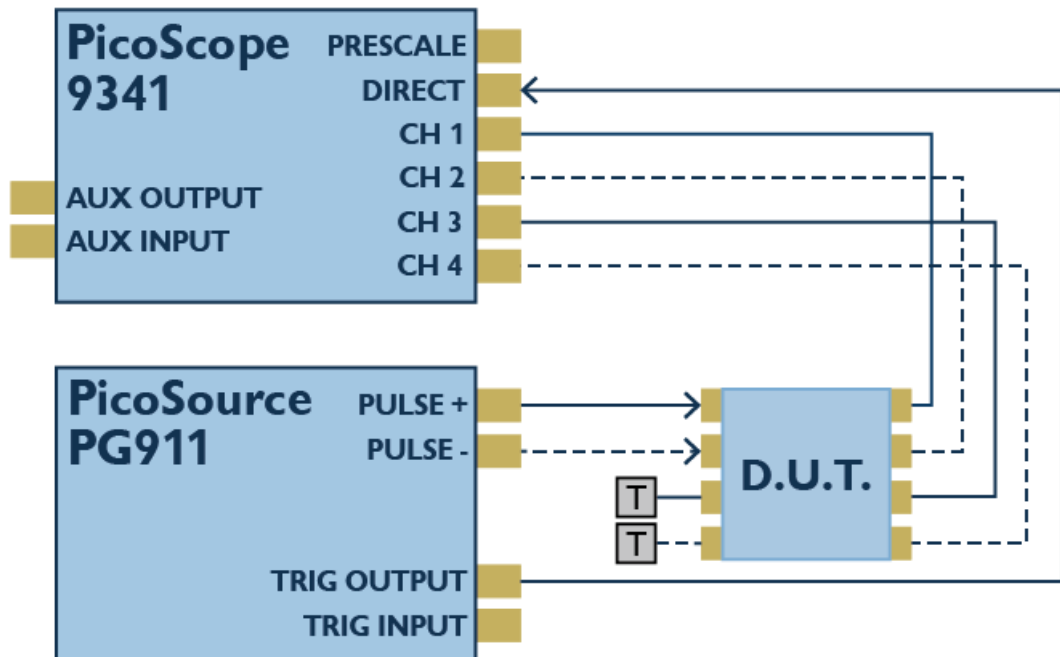 PicoScope
9341
PRESCALE
DIRECT
CH 1
CH 2
CH 3
CH 4
AUX OUTPUT
AUX INPUT
PicoSource
PG911
PULSE +
PULSE -
TRIG OUTPUT
TRIG INPUT
D.U.T.
T
T